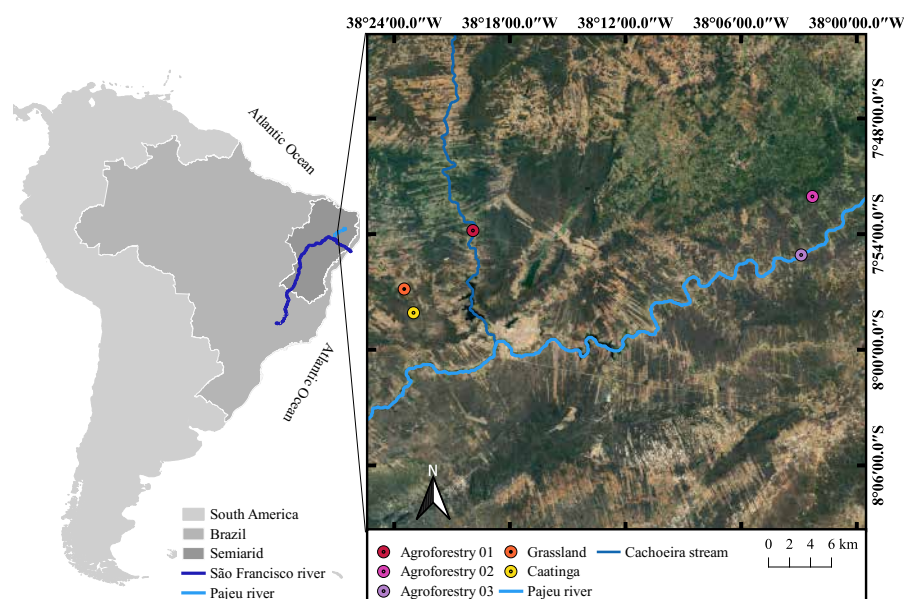 38°24'00.0''W 38°18'00.0''W 38°12'00.0''W 38°06'00.0''W 38°00'00.0''W
Atlantic Ocean
7°48'00.0''S
7°54'00.0''S
8°00'00.0''S
8°06'00.0''S
Atlantic Ocean
N
South America
Brazil
Semiarid
São Francisco river
Pajeu river
Agroforestry 01
Agroforestry 02
Agroforestry 03
Grassland
Caatinga
Cachoeira stream
Pajeu river
0 2 4 6 km